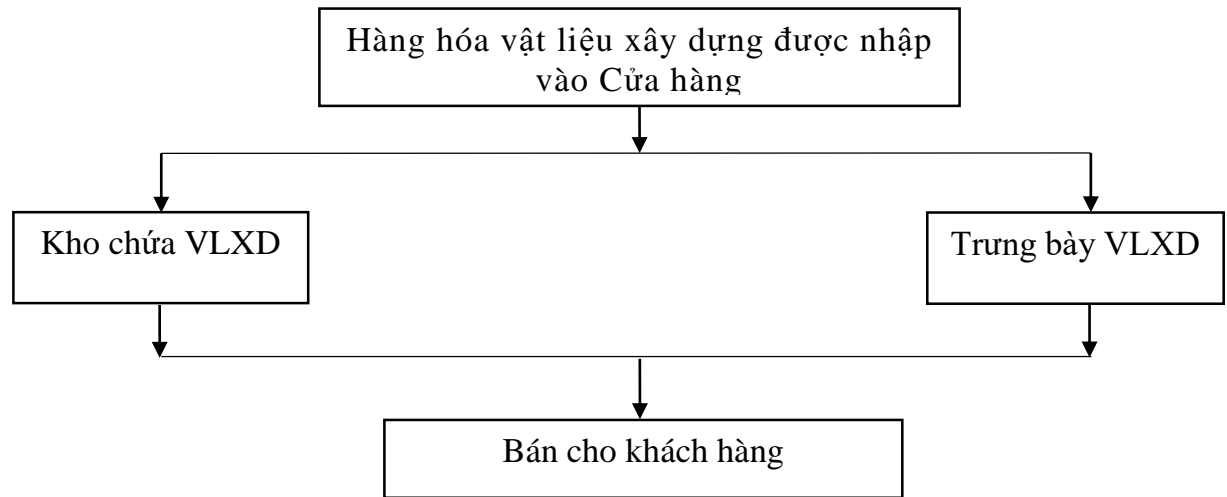 Hàng hóa vật liệu xây dựng được nhập
vào Cửa hàng
Kho chứa VLXD
Trưng bày VLXD
Bán cho khách hàng